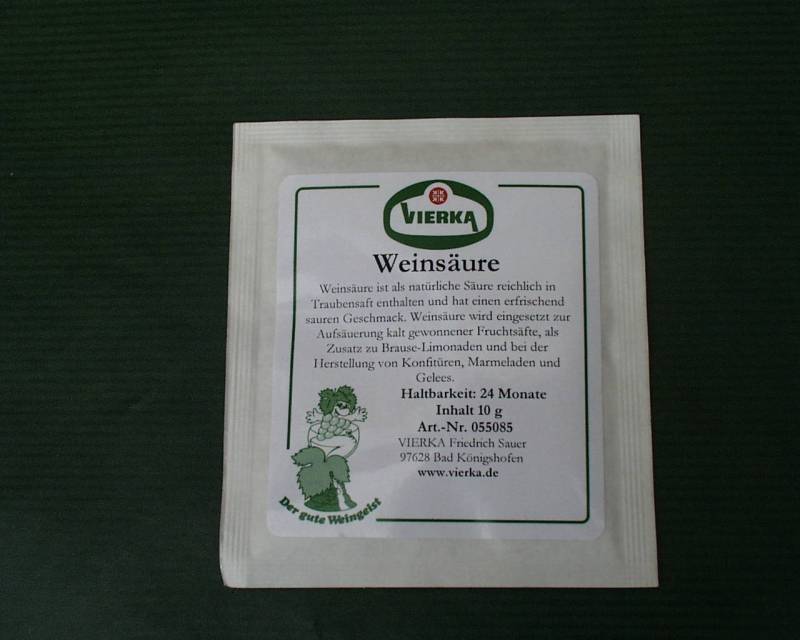 VIERKA
Weinsäure
Weinsäure ist als natürliche Säure reichlich in
Traubensaft enthalten und hat einen erfrischend
sauren Geschmack. Weinsäure wird eingesetzt zur
Aufsäuerung kalt gewonnener Fruchtsäfte, als
Zusatz zu Brause-Limonaden und bei der
Herstellung von Konfitüren, Marmeladen und
Gelees.
Haltbarkeit: 24 Monate
Inhalt 10 g
Art.-Nr. 055085
VIERKA Friedrich Sauer
97628 Bad Königshofen
www.vierka.de
Der gute Weingeist